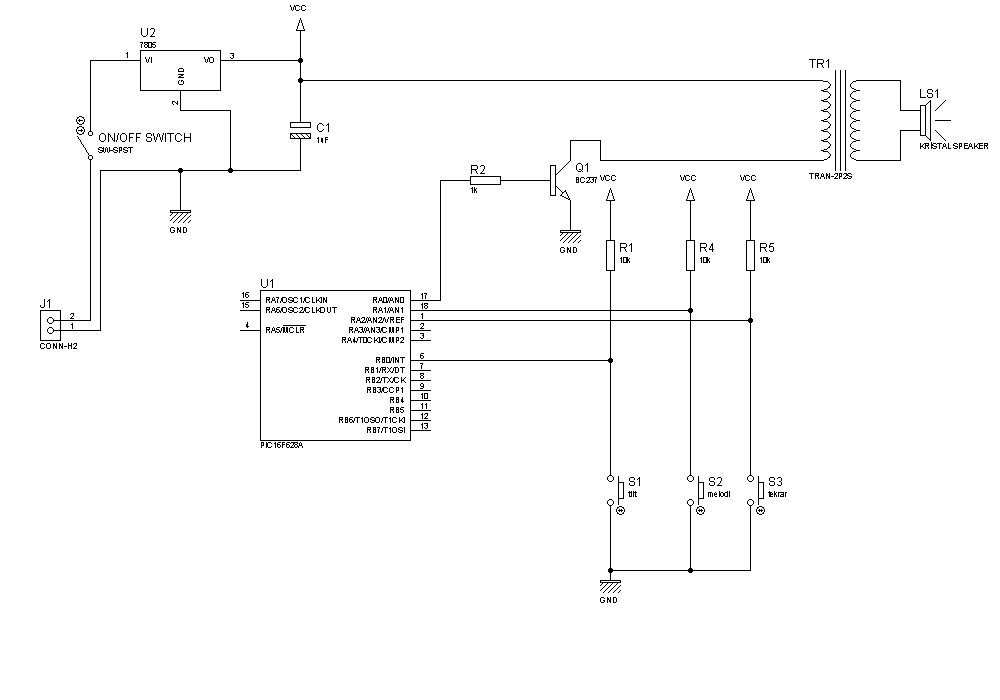 VCC
U2
7805
1
VI
VO
3
GND
2
TR1
LS1
KRISTAL SPEAKER
TRAN-2P2S
C1
1uF
ON/OFF SWITCH
SW-SPST
GND
R2
1k
Q1
BC237
GND
VCC
VCC
VCC
R1
10k
R4
10k
R5
10k
J1
2
1
CONN-H2
U1
16 RA7/OSC1/CLKIN
15 RA6/OSC2/CLKOUT
4 RA5/MCLR
RA0/AN0 17
RA1/AN1 18
RA2/AN2/VREF 1
RA3/AN3/CMP1 2
RA4/T0CKI/CMP2 3
RB0/INT 6
RB1/RX/DT 7
RB2/TX/CK 8
RB3/CCP1 9
RB4 10
RB5 11
RB6/T1OSO/T1CKI 12
RB7/T1OSI 13
PIC16F628A
S1
tilt
S2
melodi
S3
tekrar
GND